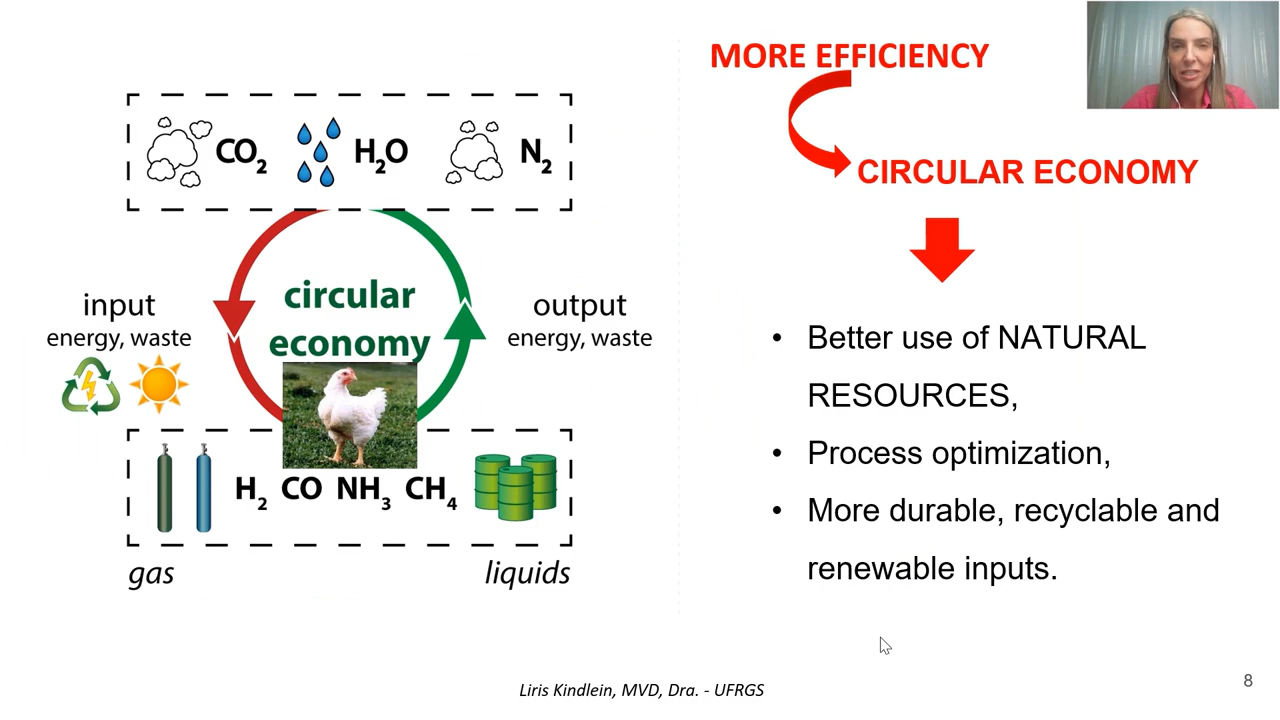 MORE EFFICIENCY
CIRCULAR ECONOMY
CO2 H2O N2
circular
economy
input
energy, waste
output
energy, waste
H2 CO NH3 CH4
gas
liquids
• Better use of NATURAL
RESOURCES,
• Process optimization,
• More durable, recyclable and
renewable inputs.
Liris Kindlein, MVD, Dra. - UFRGS
8